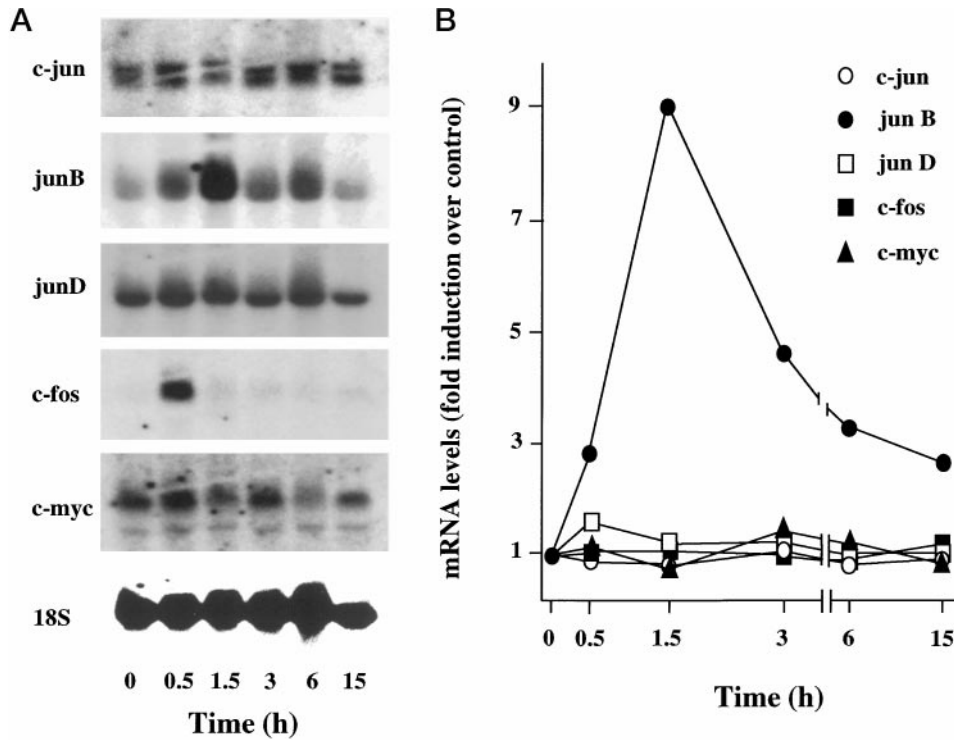 A
c-jun
junB
junD
c-fos
c-myc
18S
0 0.5 1.5 3 6 15
Time (h)
B
mRNA levels (fold induction over control)
9
7
5
3
1
c-jun
jun B
jun D
c-fos
c-myc
0 0.5 1.5 3 6 15
Time (h)